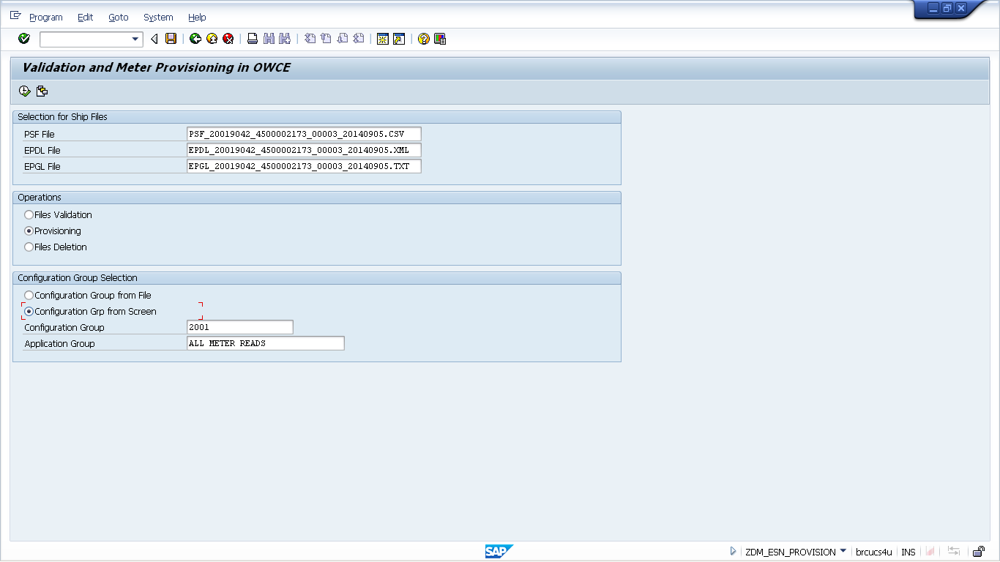 Program Edit Goto System Help
Validation and Meter Provisioning in OWCE
Selection for Ship Files
PSF File PSF_20019042_4500002173_00003_20140905.CSV
EPDL File EPDL_20019042_4500002173_00003_20140905.XML
EPGL File EPGL_20019042_4500002173_00003_20140905.TXT
Operations
Files Validation
Provisioning
Files Deletion
Configuration Group Selection
Configuration Group from File
Configuration Grp from Screen
Configuration Group 2001
Application Group ALL METER READS
SAP ZDM_ESN_PROVISION brcucs4u INS